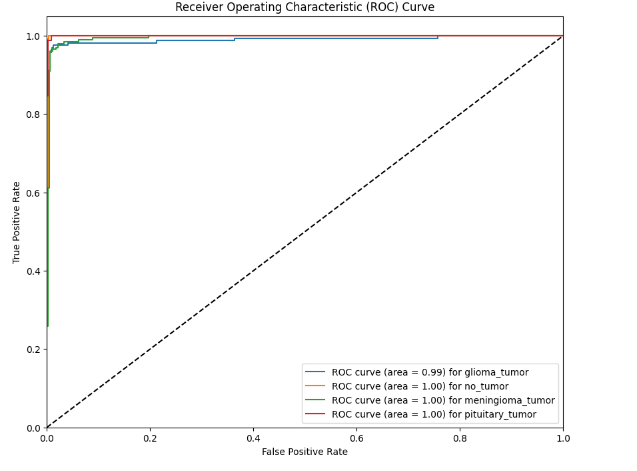 Receiver Operating Characteristic (ROC) Curve
1.0
0.8
0.6
0.4
0.2
0.0
True Positive Rate
ROC curve (area = 0.99) for glioma_tumor
ROC curve (area = 1.00) for no_tumor
ROC curve (area = 1.00) for meningioma_tumor
ROC curve (area = 1.00) for pituitary_tumor
0.0 0.2 0.4 0.6 0.8 1.0
False Positive Rate